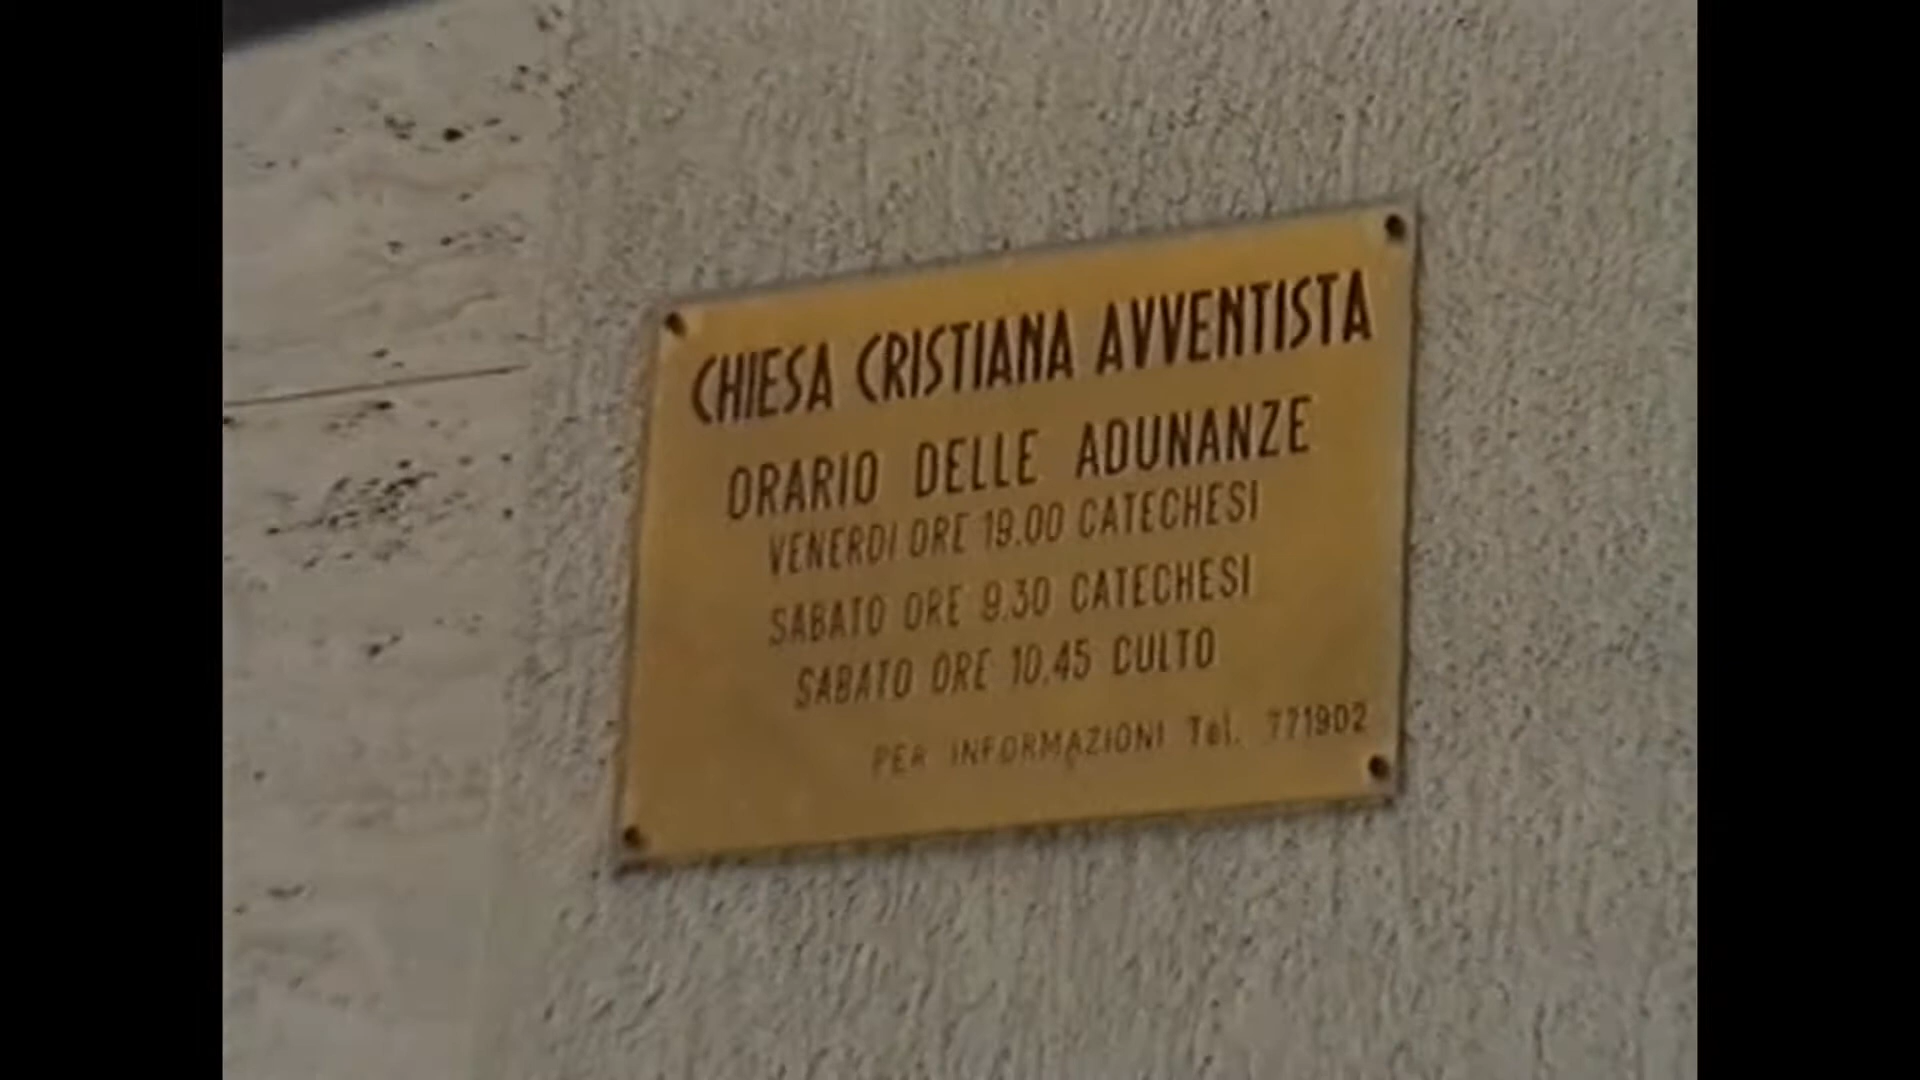 CHIESA CRISTIANA AVVENTISTA
ORARIO DELLE ADUNANZE
VENERDI ORE 19.00 CATECHESI
SABATO ORE 9.30 CATECHESI
SABATO ORE 10.45 CULTO
PER INFORMAZIONI Tel. 771902